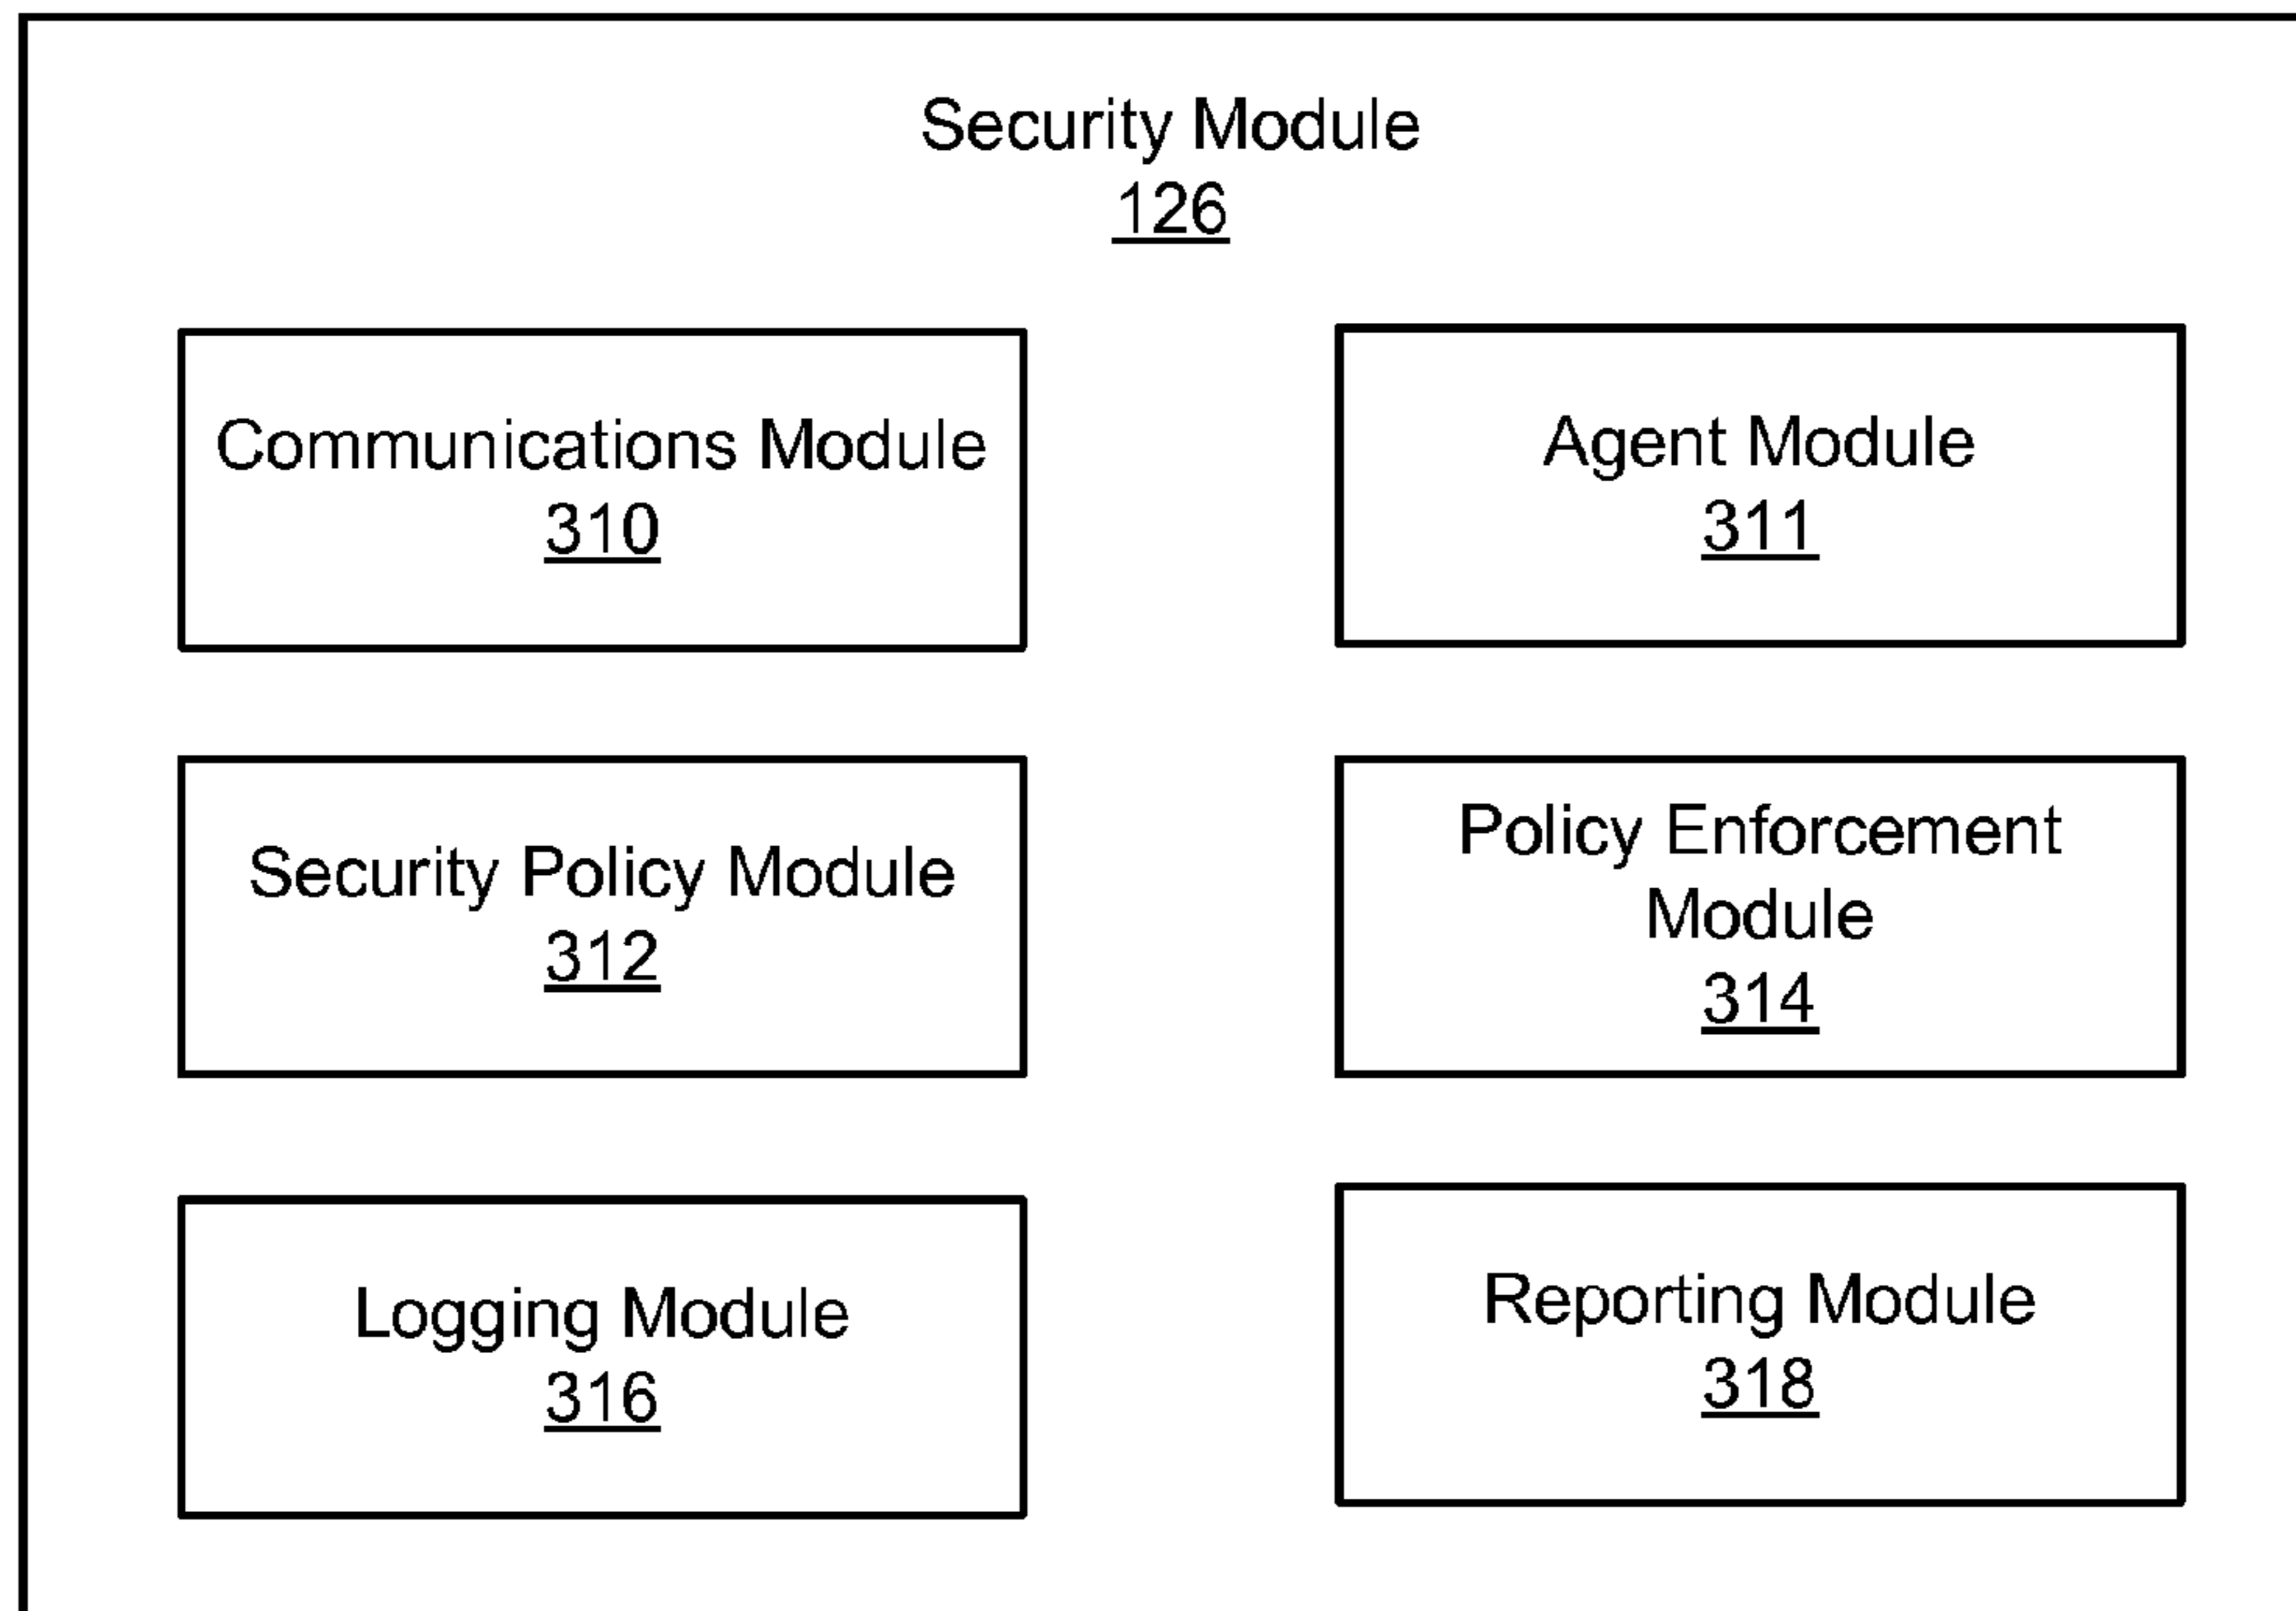 Security Module
126
Communications Module
310
Agent Module
311
Security Policy Module
312
Policy Enforcement
Module
314
Logging Module
316
Reporting Module
318